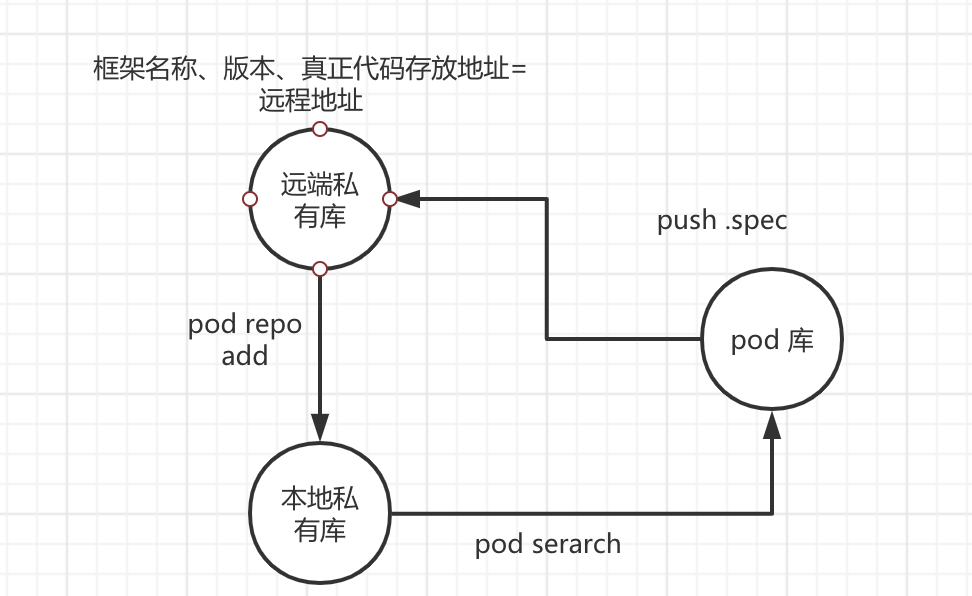 框架名称、版本、真正代码存放地址=
远程地址
远端私
有库
push .spec
pod repo
add
pod 库
本地私
有库
pod serarch